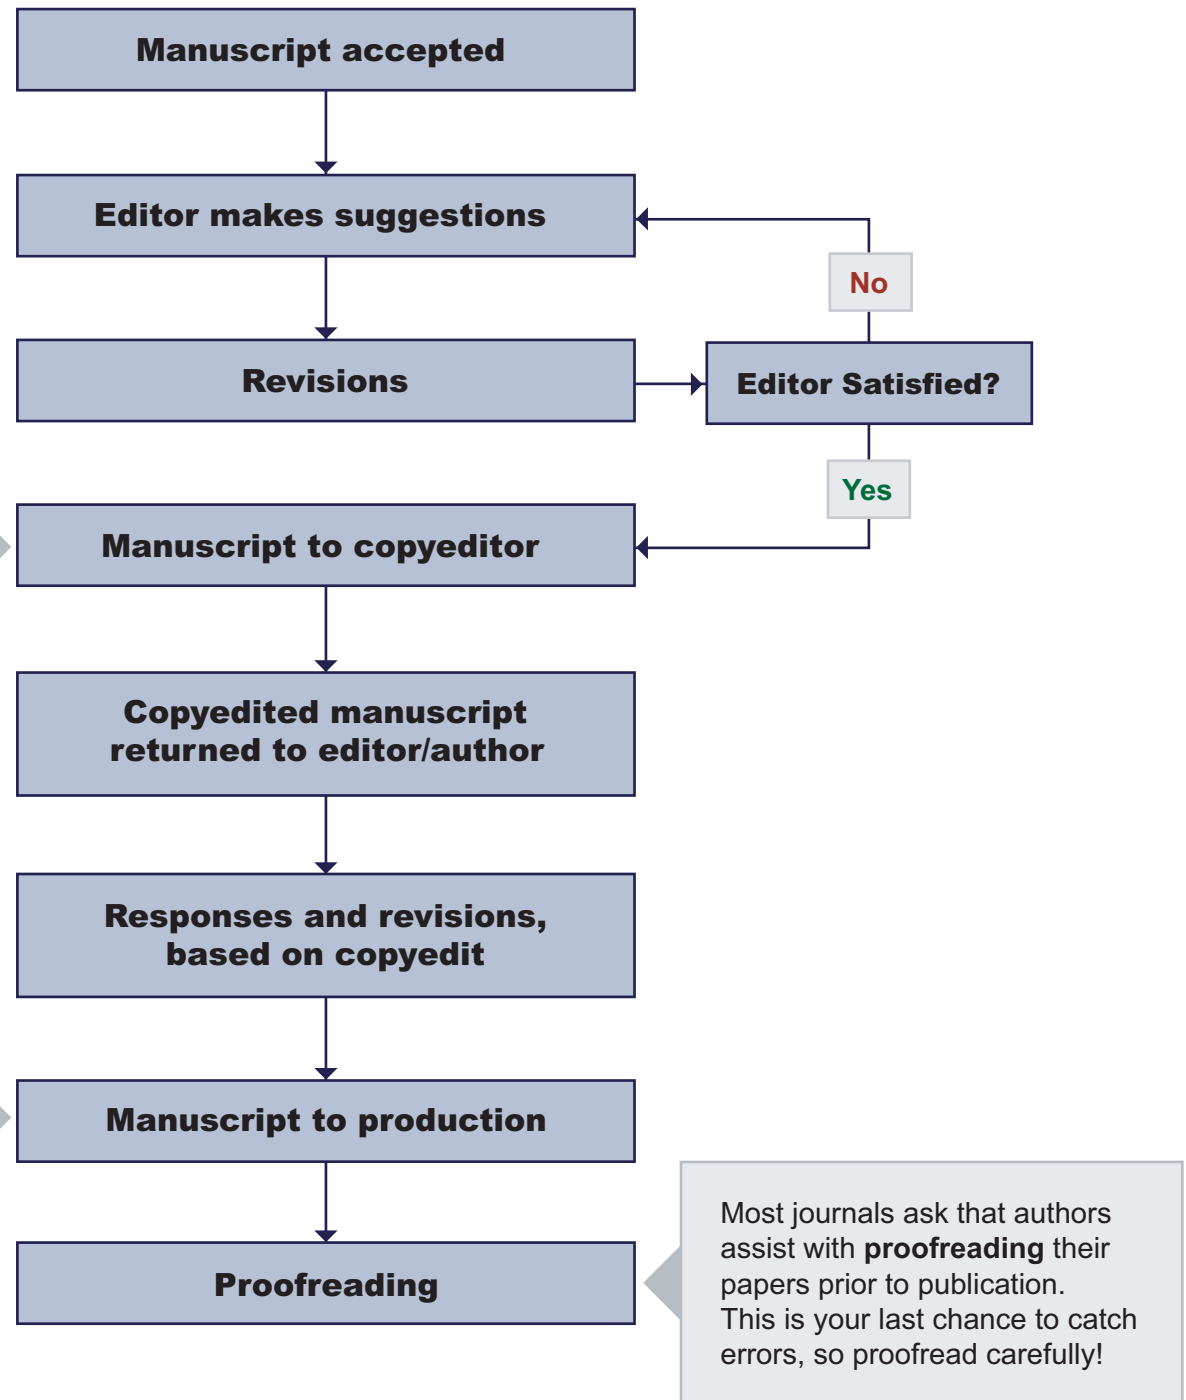 Manuscript accepted
Editor makes suggestions
No
Revisions
Editor Satisfied?
Yes
Manuscript to copyeditor
Copyedited manuscript
returned to editor/author
Responses and revisions,
based on copyedit
Manuscript to production
Proofreading
Most journals ask that authors
assist with proofreading their
papers prior to publication.
This is your last chance to catch
errors, so proofread carefully!